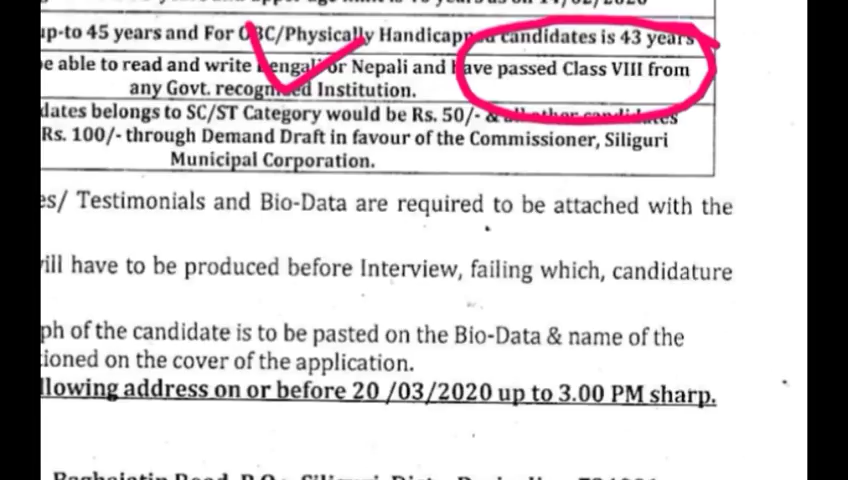 up-to 45 years and For OBC/Physically Handicapped candidates is 43 years
be able to read and write Bengali or Nepali and have passed Class VIII from
any Govt. recognised Institution.
dates belongs to SC/ST Category would be Rs. 50/- & all other candidates
Rs. 100/- through Demand Draft in favour of the Commissioner, Siliguri
Municipal Corporation.
es/ Testimonials and Bio-Data are required to be attached with the
will have to be produced before Interview, failing which, candidature
ph of the candidate is to be pasted on the Bio-Data & name of the
tioned on the cover of the application.
llowing address on or before 20 /03/2020 up to 3.00 PM sharp.
Baghajatin Road, P.O.- Siliguri, Dist.-